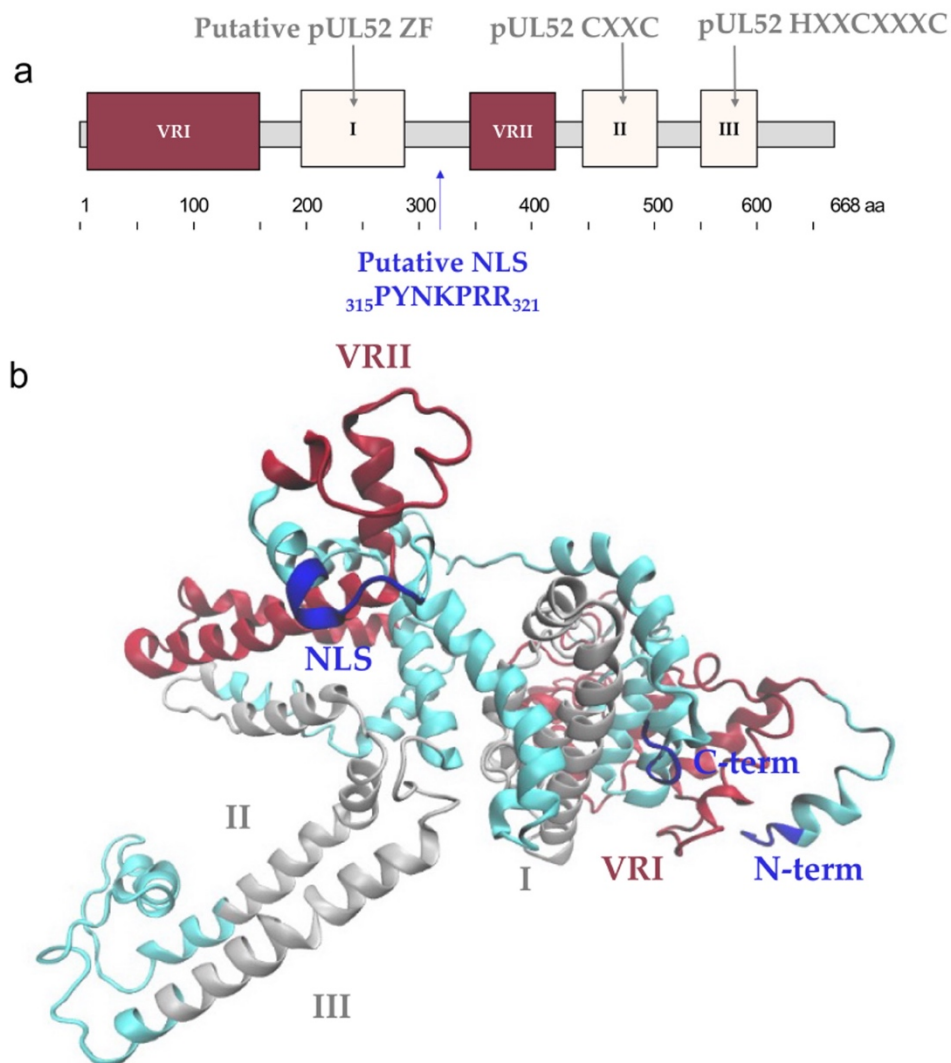 Putative pUL52 ZF
pUL52 CXXC
pUL52 HXXCXXXC
a
VRI
I
VRII
II
III
1 100 200 300 400 500 600 668 aa
Putative NLS
315PYNKPRR321
b
VRII
NLS
II
C-term
I
VRI
N-term
III